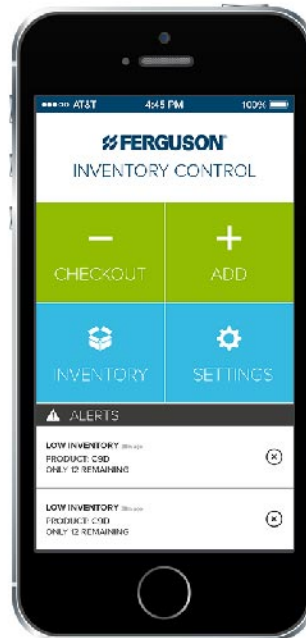 AT&T 4:45 PM 100%
FERGUSON
INVENTORY CONTROL
CHECKOUT ADD
INVENTORY SETTINGS
ALERTS
LOW INVENTORY
PRODUCT: C9D
ONLY 12 REMAINING
LOW INVENTORY
PRODUCT: C9D
ONLY 12 REMAINING